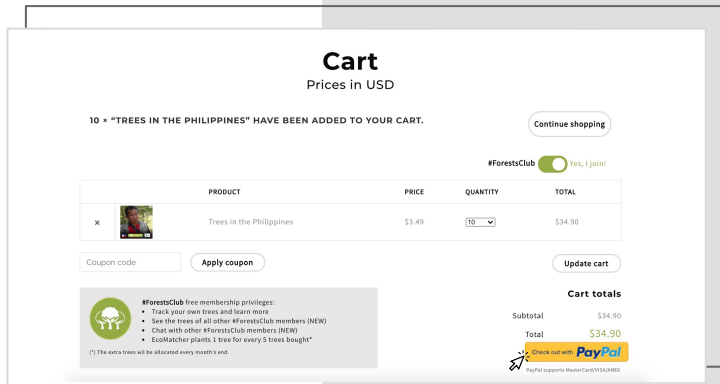 Cart
Prices in USD
10 × “TREES IN THE PHILIPPINES” HAVE BEEN ADDED TO YOUR CART.
Continue shopping
#ForestsClub Yes, I join!
PRODUCT PRICE QUANTITY TOTAL
× Trees in the Philippines $3.49 10 $34.90
Coupon code Apply coupon Update cart
Cart totals
#ForestsClub free membership privileges:
• Track your own trees and learn more
• See the trees of all other #ForestsClub members (NEW)
• Chat with other #ForestsClub members (NEW)
• EcoMatcher plants 1 tree for every 5 trees bought*
(*) The extra trees will be allocated every month's end.
Subtotal $34.90
Total $34.90
Check out with PayPal
PayPal supports MasterCard/VISA/AMEX